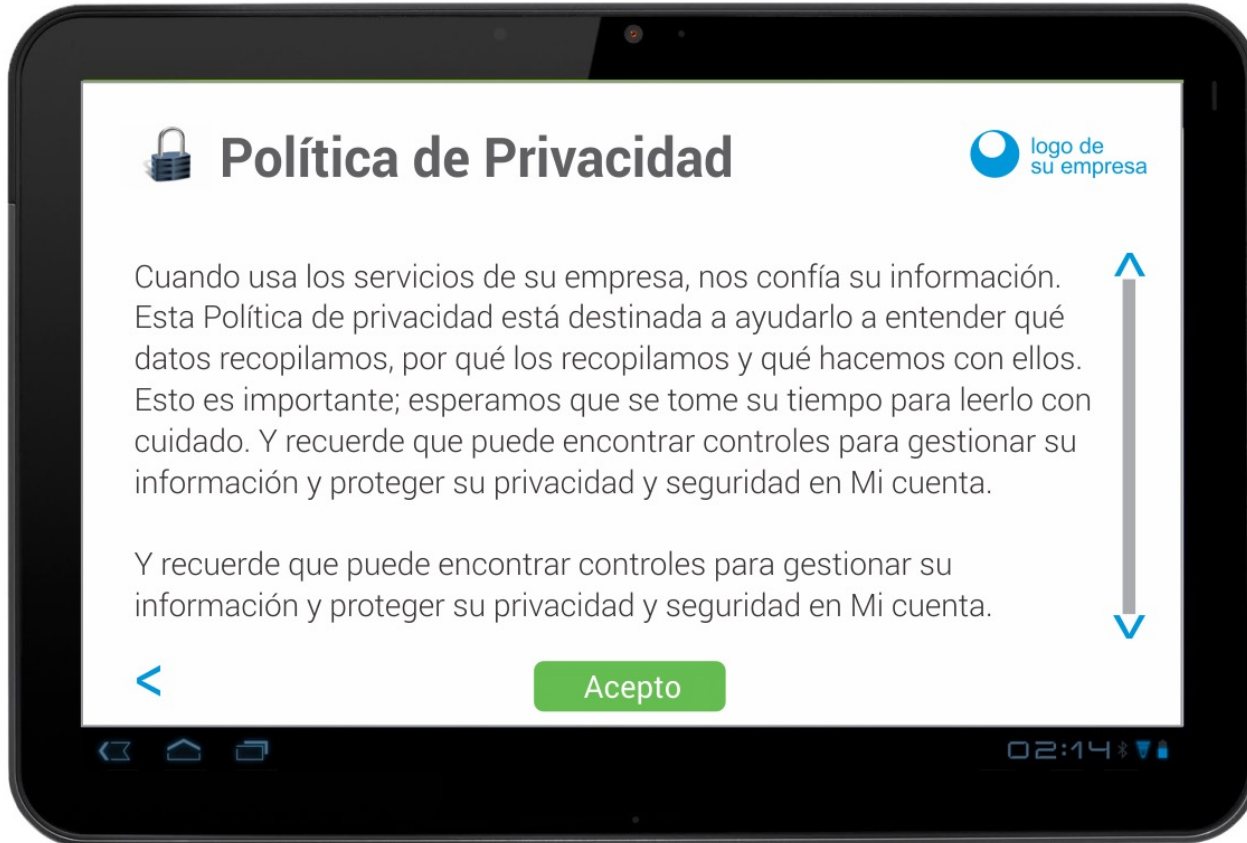 Política de Privacidad
logo de
su empresa
Cuando usa los servicios de su empresa, nos confía su información.
Esta Política de privacidad está destinada a ayudarlo a entender qué
datos recopilamos, por qué los recopilamos y qué hacemos con ellos.
Esto es importante; esperamos que se tome su tiempo para leerlo con
cuidado. Y recuerde que puede encontrar controles para gestionar su
información y proteger su privacidad y seguridad en Mi cuenta.
Y recuerde que puede encontrar controles para gestionar su
información y proteger su privacidad y seguridad en Mi cuenta.
Acepto
02:14